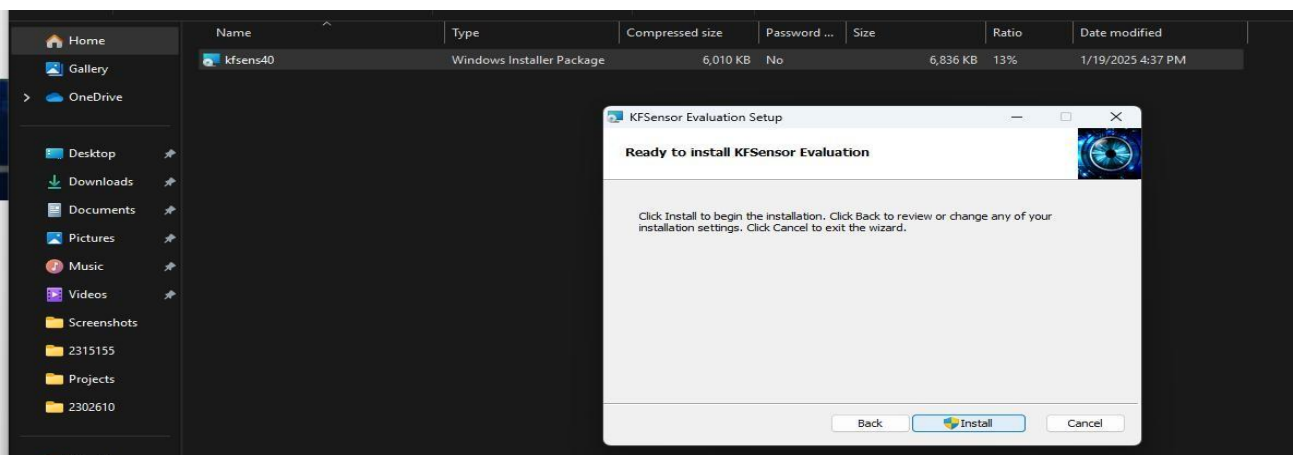 Name Type Compressed size Password ... Size Ratio Date modified
Home
kfsens40 Windows Installer Package 6,010 KB No 6,836 KB 13% 1/19/2025 4:37 PM
Gallery
OneDrive
KFSensor Evaluation Setup
Ready to install KFSensor Evaluation
Desktop
Downloads
Documents
Pictures
Music
Videos
Screenshots
2315155
Projects
2302610
Click Install to begin the installation. Click Back to review or change any of your
installation settings. Click Cancel to exit the wizard.
Back Install Cancel